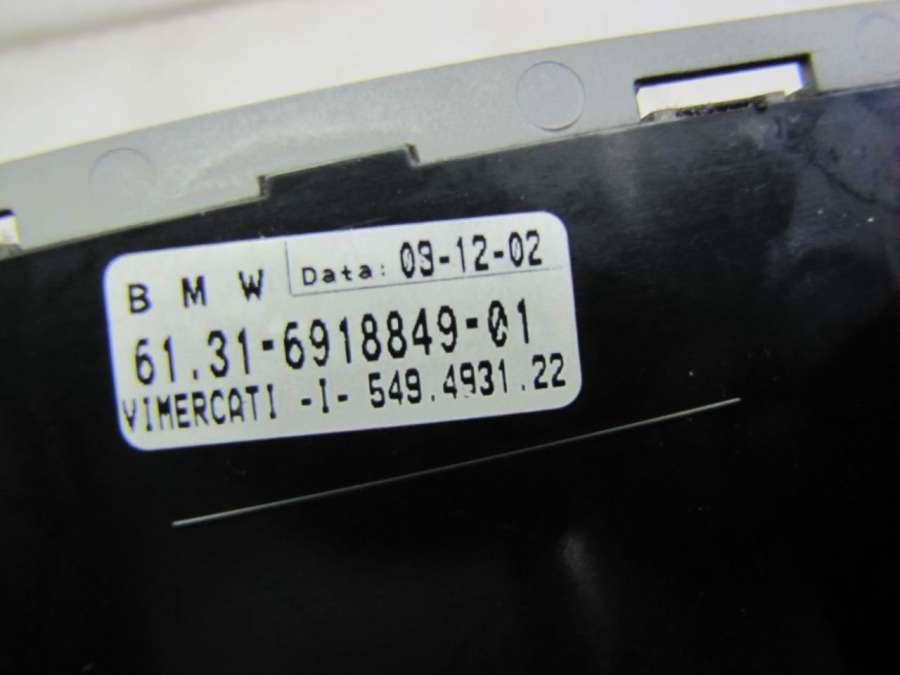 B M W Data: 09-12-02
61.31-6918849-01
VIMERCATI -I- 549.4931.22